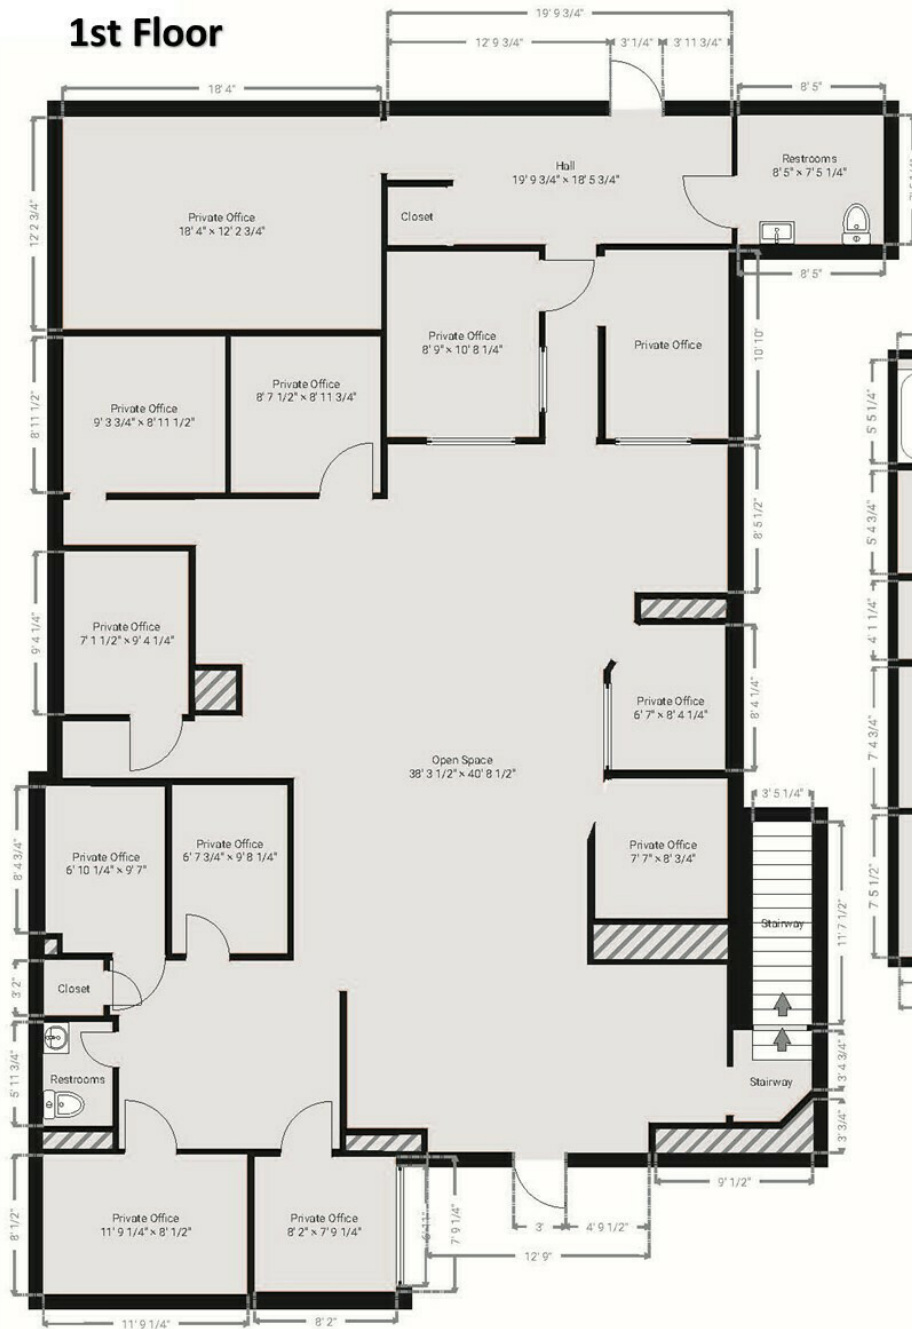 1st Floor
19' 9 3/4"
12' 9 3/4"
3' 1/4"
3' 11 3/4"
18' 4"
8' 5"
Hall
19' 9 3/4" × 18' 5 3/4"
Restrooms
8' 5" × 7' 5 1/4"
12' 2 3/4"
Private Office
18' 4" × 12' 2 3/4"
Closet
8' 5"
Private Office
8' 9" × 10' 8 1/4"
Private Office
10' 10"
8' 11 1/2"
Private Office
9' 3 3/4" × 8' 11 1/2"
Private Office
8' 7 1/2" × 8' 11 3/4"
5' 5 1/4"
8' 5 1/2"
5' 4 3/4"
9' 4 1/4"
Private Office
7' 1 1/2" × 9' 4 1/4"
4' 1 1/4"
Private Office
6' 7" × 8' 4 1/4"
8' 4 1/4"
Open Space
38' 3 1/2" × 40' 8 1/2"
7' 4 3/4"
3' 5 1/4"
8' 4 3/4"
Private Office
6' 10 1/4" × 9' 7"
Private Office
6' 7 3/4" × 9' 8 1/4"
Private Office
7' 7" × 8' 3/4"
7' 5 1/2"
Stairway
11' 7 1/2"
3' 2"
Closet
5' 11 3/4"
Restrooms
Stairway
3' 4 3/4"
3' 3/4"
8' 1/2"
Private Office
11' 9 1/4" × 8' 1/2"
Private Office
8' 2" × 7' 9 1/4"
7' 9 1/4"
3'
4' 9 1/2"
9' 1/2"
12' 9"
11' 9 1/4"
8' 2"